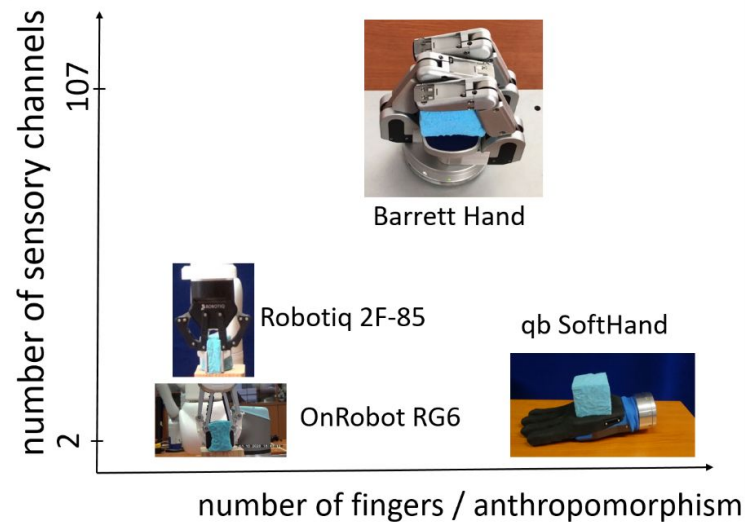 number of sensory channels
107
2
Barrett Hand
ROBOTIQ
Robotiq 2F-85
qb SoftHand
OnRobot RG6
number of fingers / anthropomorphism